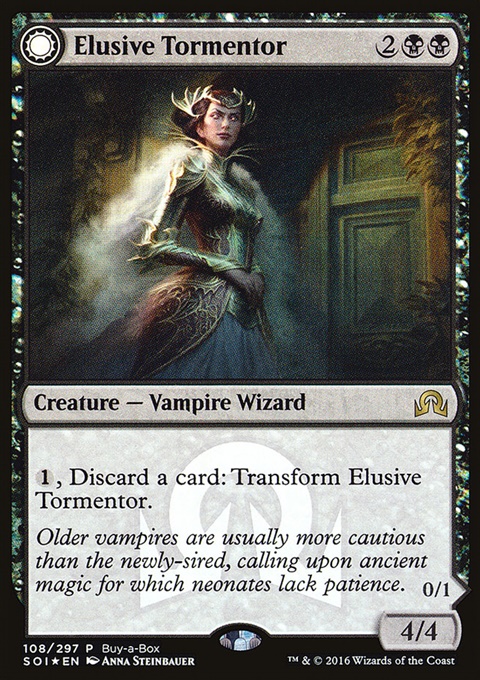 Elusive Tormentor 2
Creature — Vampire Wizard
1, Discard a card: Transform Elusive
Tormentor.
Older vampires are usually more cautious
than the newly-sired, calling upon ancient
magic for which neonates lack patience.
0/1
4/4
108/297 P Buy-a-Box
SOI★EN Anna Steinbauer
™ & © 2016 Wizards of the Coast